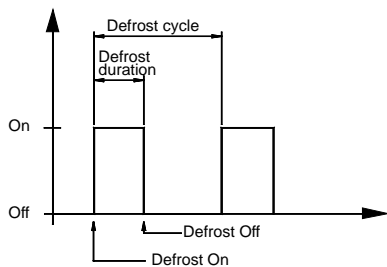 Defrost cycle
Defrost
duration
On
Off
Defrost Off
Defrost On